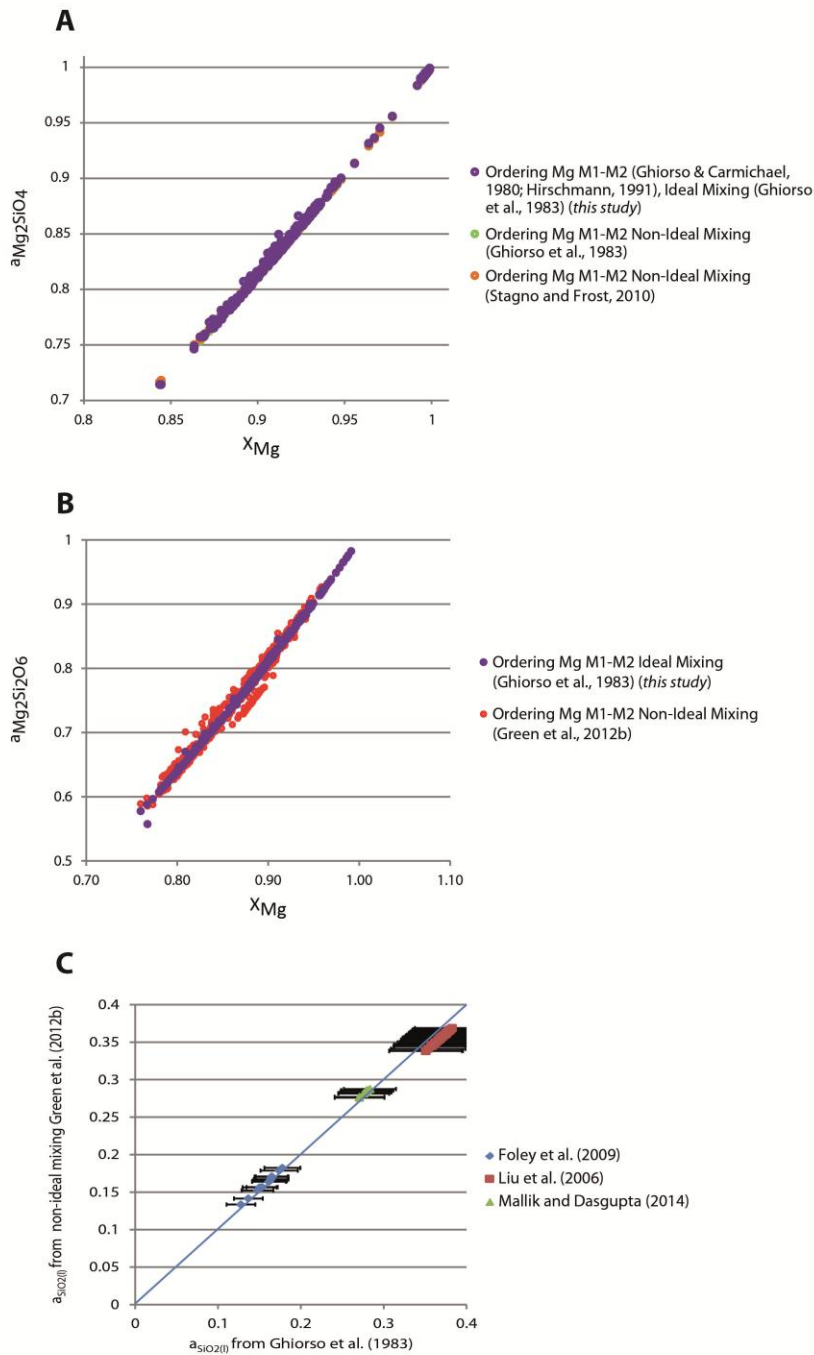 A
1
0.95
0.9
0.85
0.8
0.75
0.7
aMg2SiO4
0.8 0.85 0.9 0.95 1
XMg
Ordering Mg M1-M2 (Ghiorso & Carmichael,
1980; Hirschmann, 1991), Ideal Mixing (Ghiorso
et al., 1983) (this study)
Ordering Mg M1-M2 Non-Ideal Mixing
(Ghiorso et al., 1983)
Ordering Mg M1-M2 Non-Ideal Mixing
(Stagno and Frost, 2010)
B
1
0.9
0.8
0.7
0.6
0.5
aMg2Si2O6
0.70 0.80 0.90 1.00 1.10
XMg
Ordering Mg M1-M2 Ideal Mixing
(Ghiorso et al., 1983) (this study)
Ordering Mg M1-M2 Non-Ideal Mixing
(Green et al., 2012b)
C
0.4
0.35
0.3
0.25
0.2
0.15
0.1
0.05
0
aSiO2(l) from non-ideal mixing Green et al. (2012b)
0 0.1 0.2 0.3 0.4
aSiO2(l) from Ghiorso et al. (1983)
Foley et al. (2009)
Liu et al. (2006)
Mallik and Dasgupta (2014)